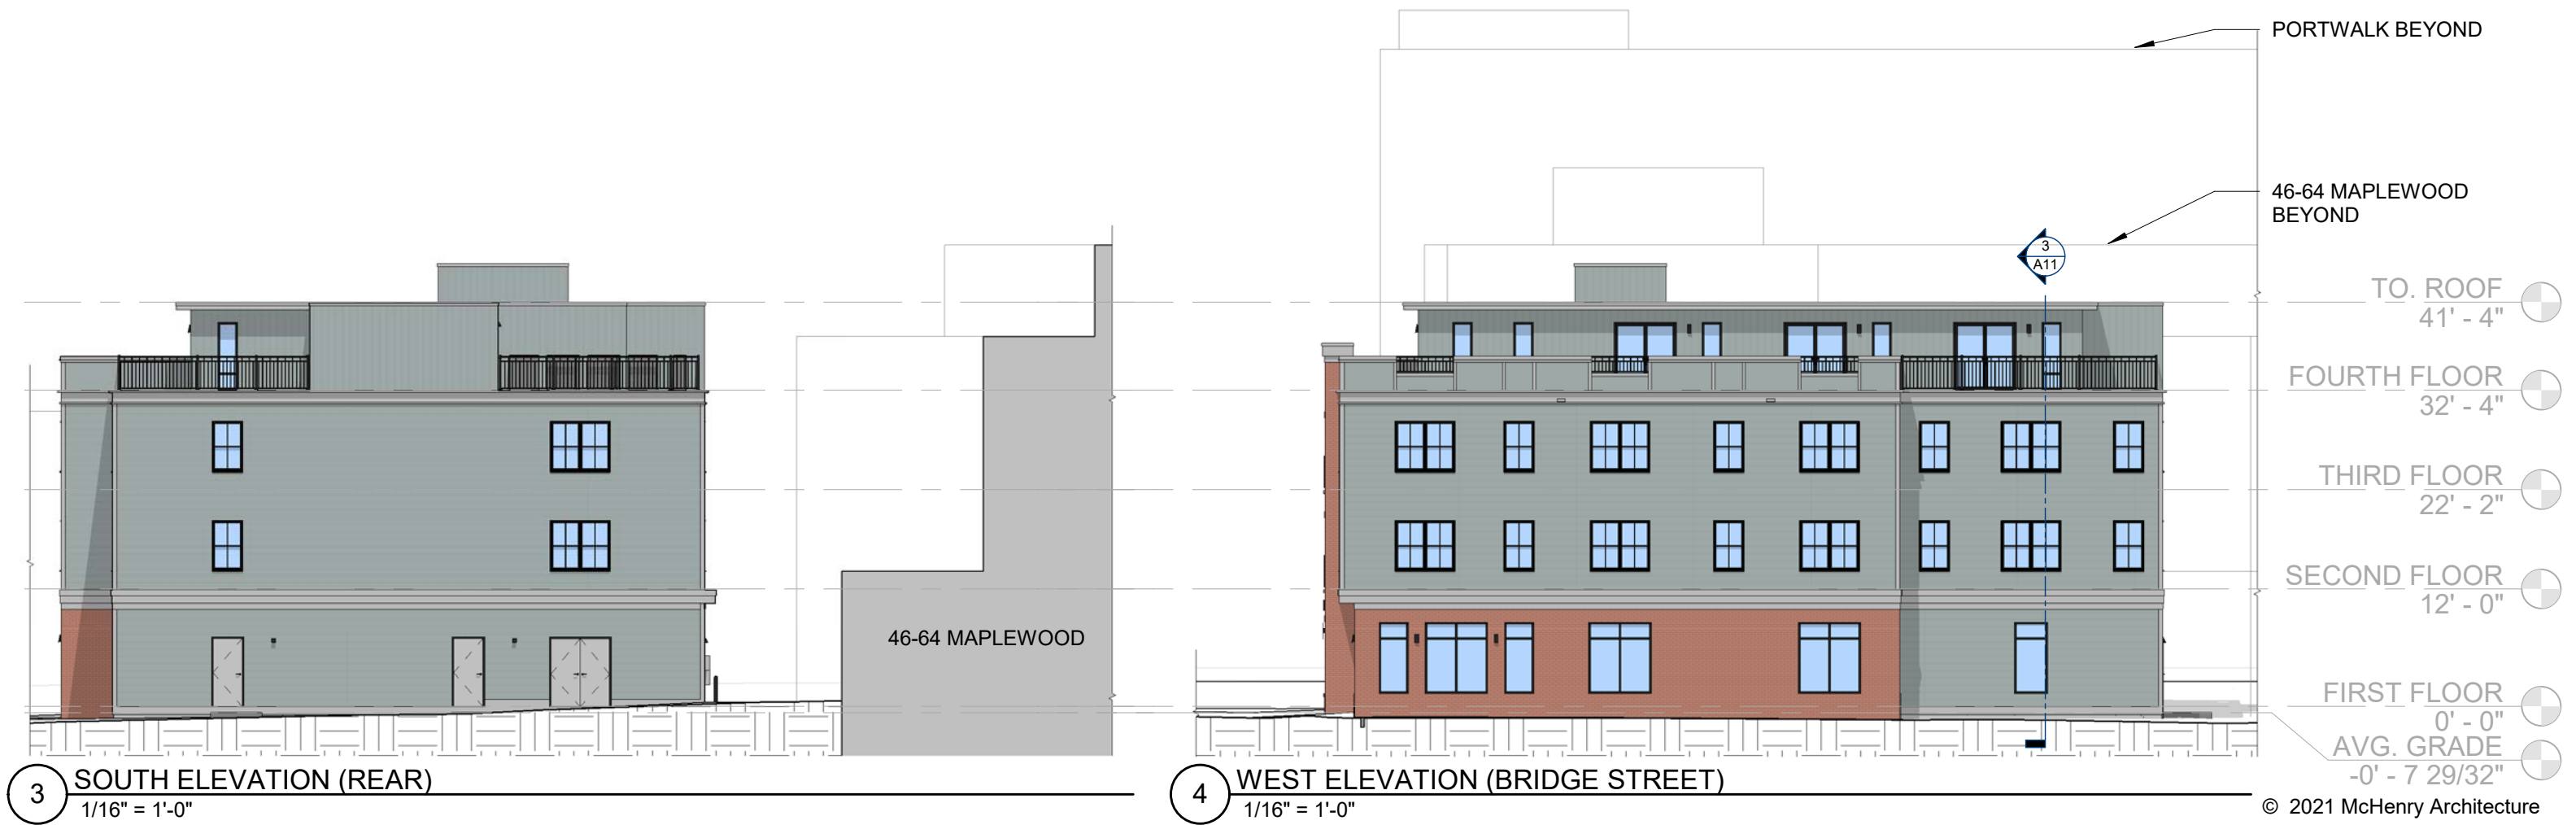 PORTWALK BEYOND
46-64 MAPLEWOOD
BEYOND
3
A11
TO. ROOF
41' - 4"
FOURTH FLOOR
32' - 4"
THIRD FLOOR
22' - 2"
SECOND FLOOR
12' - 0"
46-64 MAPLEWOOD
FIRST FLOOR
0' - 0"
AVG. GRADE
-0' - 7 29/32"
3 SOUTH ELEVATION (REAR)
1/16" = 1'-0"
4 WEST ELEVATION (BRIDGE STREET)
1/16" = 1'-0"
© 2021 McHenry Architecture